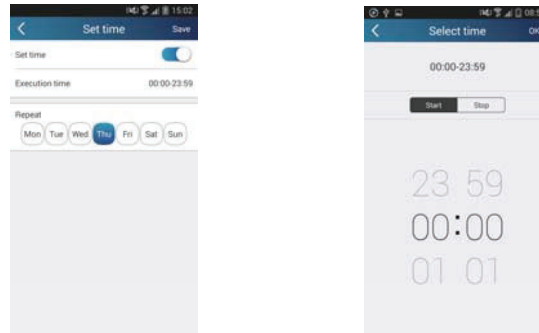 15:02
Set time Save
Set time
Execution time 00:00-23:59
Repeat
Mon Tue Wed Thu Fri Sat Sun
Select time OK
00:00-23:59
Start Stop
23 59
00:00
01 01